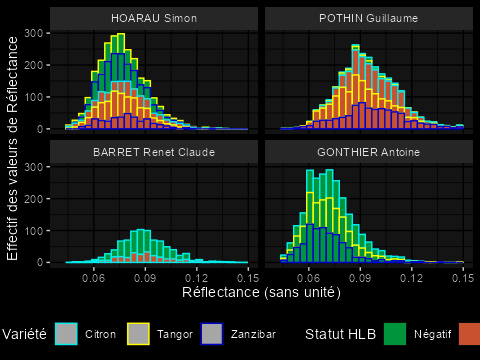 HOARAU Simon
POTHIN Guillaume
300
200
100
0
BARRET Renet Claude
GONTHIER Antoine
300
200
100
0
0.06 0.09 0.12 0.15 0.06 0.09 0.12 0.15
Effectif des valeurs de Réflectance
Réflectance (sans unité)
Variété Citron Tangor Zanzibar Statut HLB Négatif